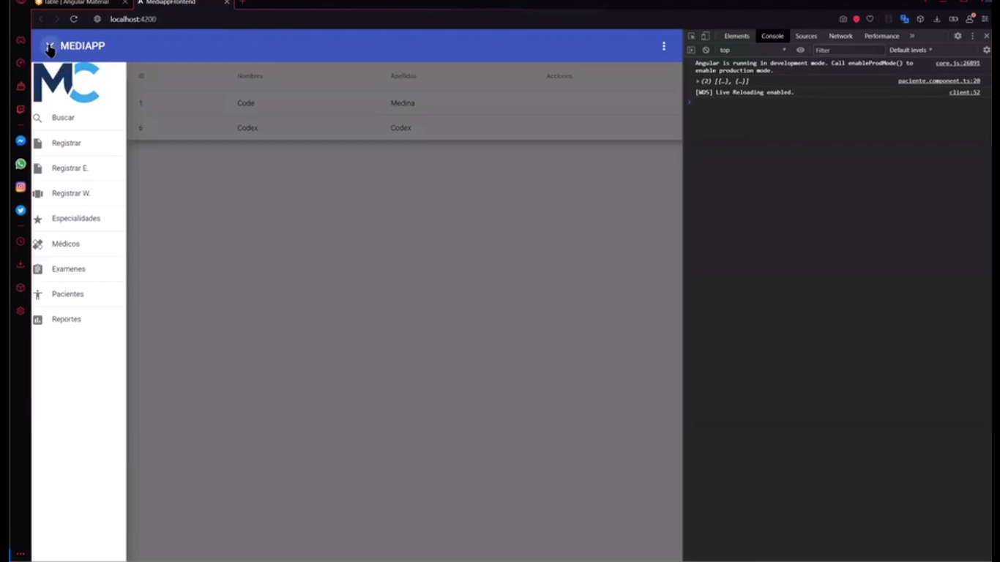 Table | Angular Material
MediappFrontend
localhost:4200
MEDIAPP
MC
Buscar
Registrar
Registrar E.
Registrar W.
Especialidades
Médicos
Examenes
Pacientes
Reportes
ID Nombres Apellidos Acciones
1 Code Medina
6 Codex Codex
Elements Console Sources Network Performance »
top Filter Default levels
Angular is running in development mode. Call enableProdMode() to core.js:26891
enable production mode.
(2) [{…}, {…}] paciente.component.ts:20
[WDS] Live Reloading enabled. client:52